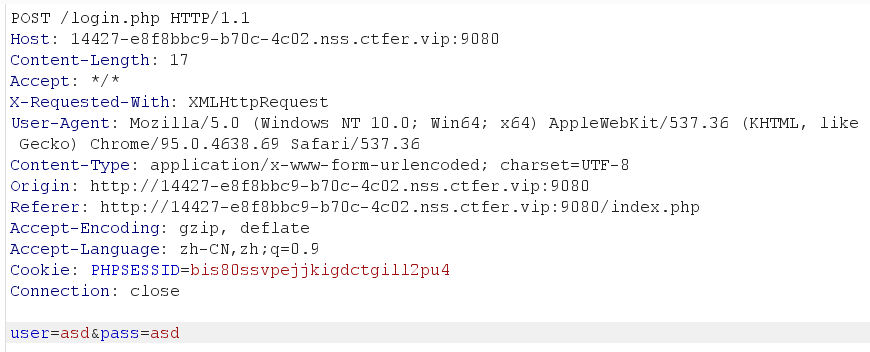 POST /login.php HTTP/1.1
Host: 14427-e8f8bbc9-b70c-4c02.nss.ctfer.vip:9080
Content-Length: 17
Accept: */*
X-Requested-With: XMLHttpRequest
User-Agent: Mozilla/5.0 (Windows NT 10.0; Win64; x64) AppleWebKit/537.36 (KHTML, like
Gecko) Chrome/95.0.4638.69 Safari/537.36
Content-Type: application/x-www-form-urlencoded; charset=UTF-8
Origin: http://14427-e8f8bbc9-b70c-4c02.nss.ctfer.vip:9080
Referer: http://14427-e8f8bbc9-b70c-4c02.nss.ctfer.vip:9080/index.php
Accept-Encoding: gzip, deflate
Accept-Language: zh-CN,zh;q=0.9
Cookie: PHPSESSID=bis80ssvpejjkigdctgill2pu4
Connection: close
user=asd&pass=asd